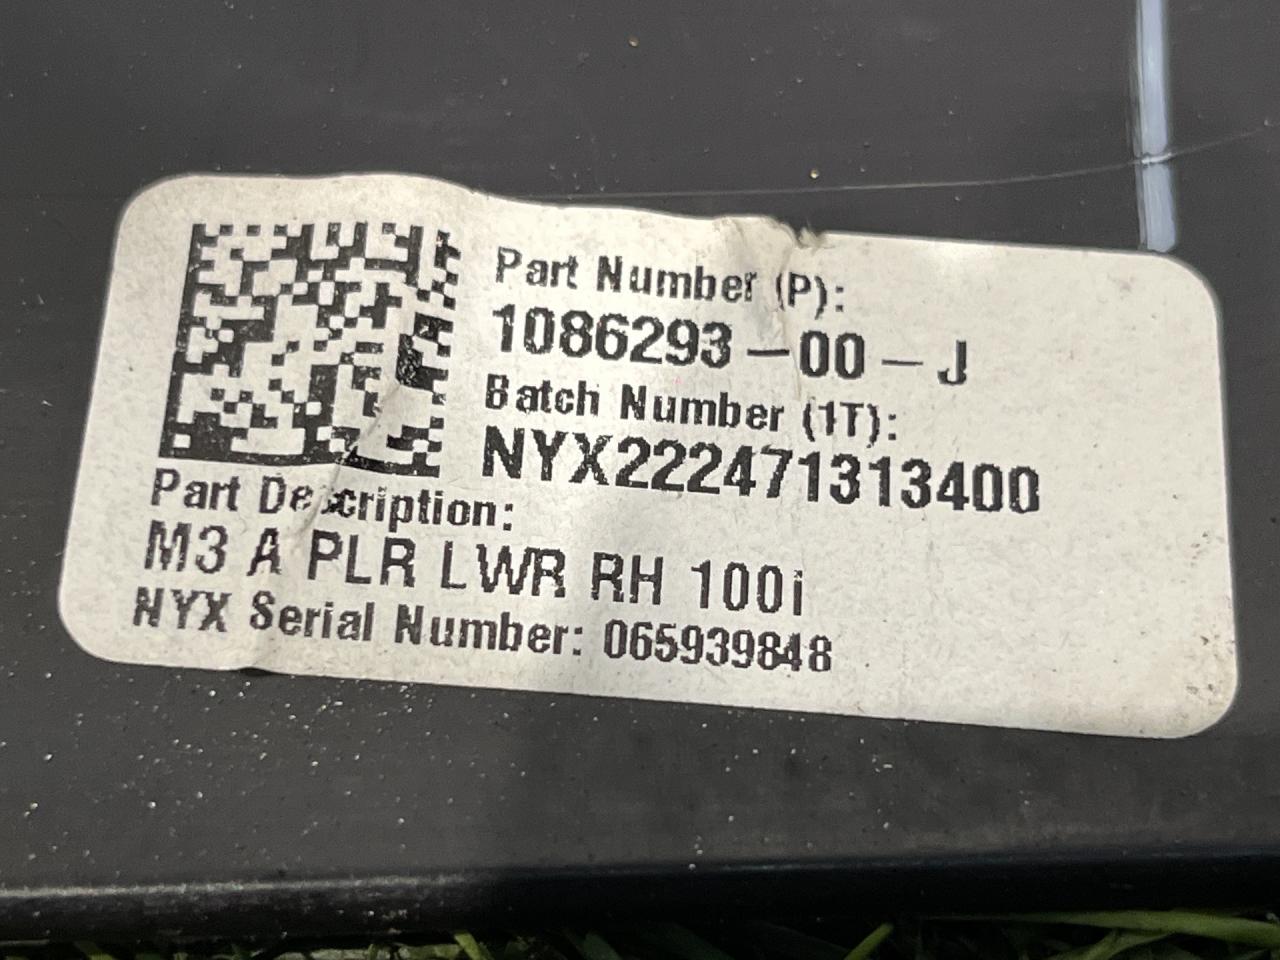 Part Number (P):
1086293-00-J
Batch Number (1T):
NYX222471313400
Part Description:
M3 A PLR LWR RH 100i
NYX Serial Number: 065939848